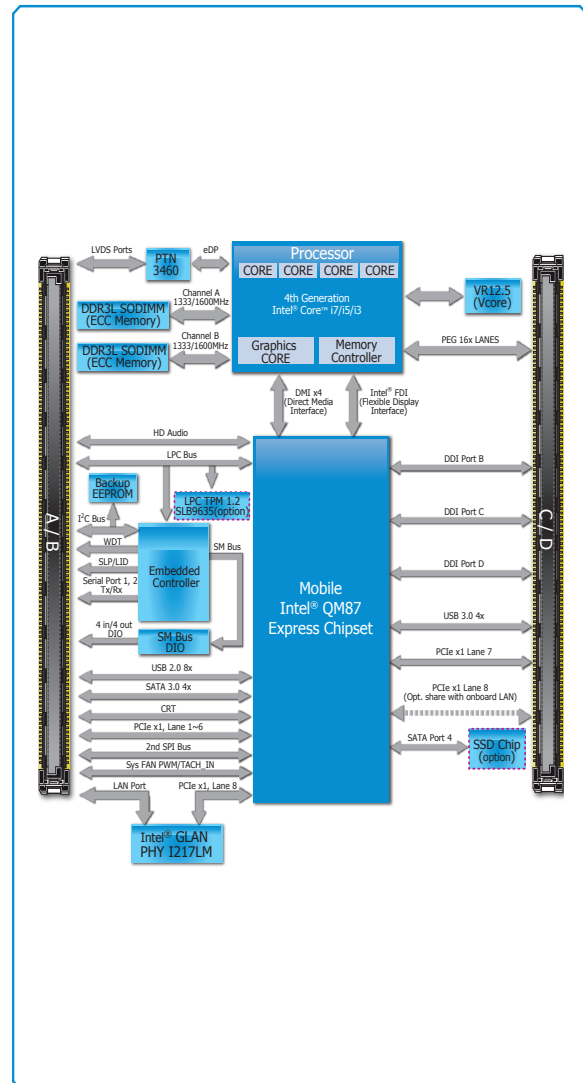 Processor
CORE CORE CORE CORE
4th Generation
Intel® Core™ i7/i5/i3
Graphics
CORE
Memory
Controller
LVDS Ports
PTN
3460
eDP
Channel A
1333/1600MHz
DDR3L SODIMM
(ECC Memory)
Channel B
1333/1600MHz
DDR3L SODIMM
(ECC Memory)
VR12.5
(Vcore)
PEG 16x LANES
DMI x4
(Direct Media
Interface)
Intel® FDI
(Flexible Display
Interface)
HD Audio
LPC Bus
Backup
EEPROM
LPC TPM 1.2
SLB9635(option)
I²C Bus
WDT
SLP/LID
Serial Port 1, 2
Tx/Rx
Embedded
Controller
SM Bus
4 in/4 out
DIO
SM Bus
DIO
A / B
Mobile
Intel® QM87
Express Chipset
DDI Port B
DDI Port C
DDI Port D
C / D
USB 3.0 4x
PCIe x1 Lane 7
PCIe x1 Lane 8
(Opt. share with onboard LAN)
SATA Port 4
SSD Chip
(option)
USB 2.0 8x
SATA 3.0 4x
CRT
PCIe x1, Lane 1~6
2nd SPI Bus
Sys FAN PWM/TACH_IN
LAN Port
PCIe x1, Lane 8
Intel® GLAN
PHY I217LM